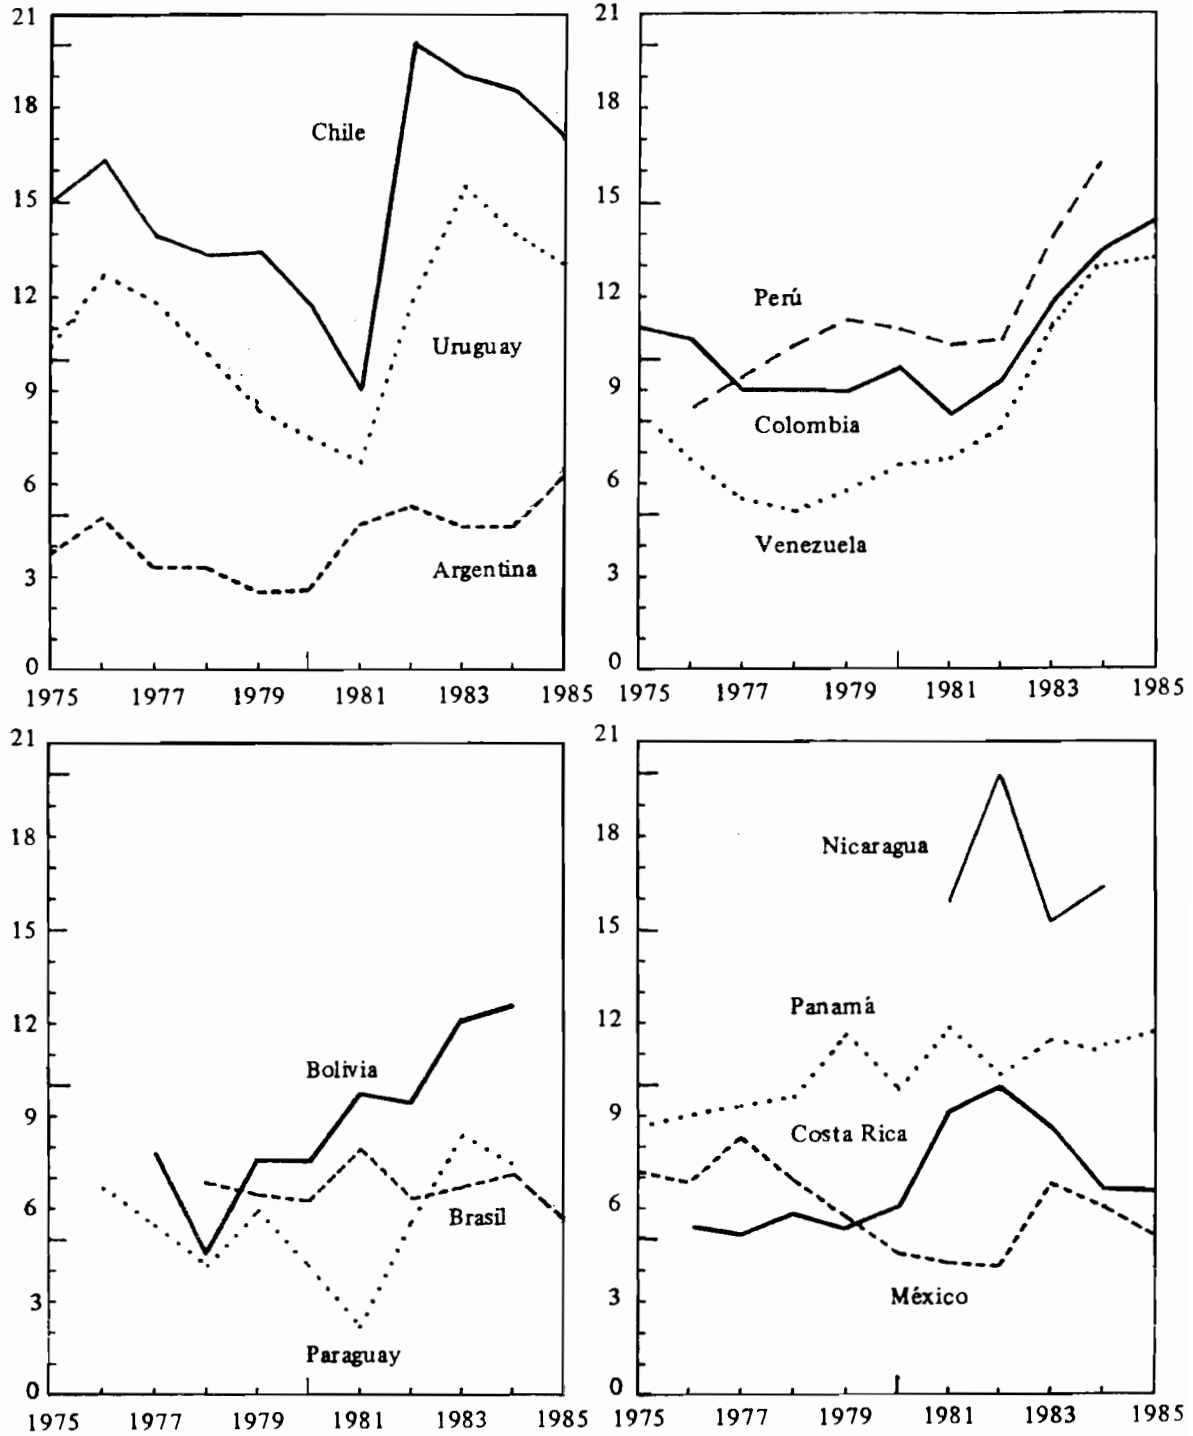 21
18
Chile
15
12
Uruguay
9
6
Argentina
3
0
1975 1977 1979 1981 1983 1985
21
18
15
12
Perú
9
Colombia
6
Venezuela
3
0
1975 1977 1979 1981 1983 1985
21
18
15
12
Bolivia
9
6
Brasil
3
Paraguay
0
1975 1977 1979 1981 1983 1985
21
18
Nicaragua
15
Panamá
12
9
Costa Rica
6
3
México
0
1975 1977 1979 1981 1983 1985